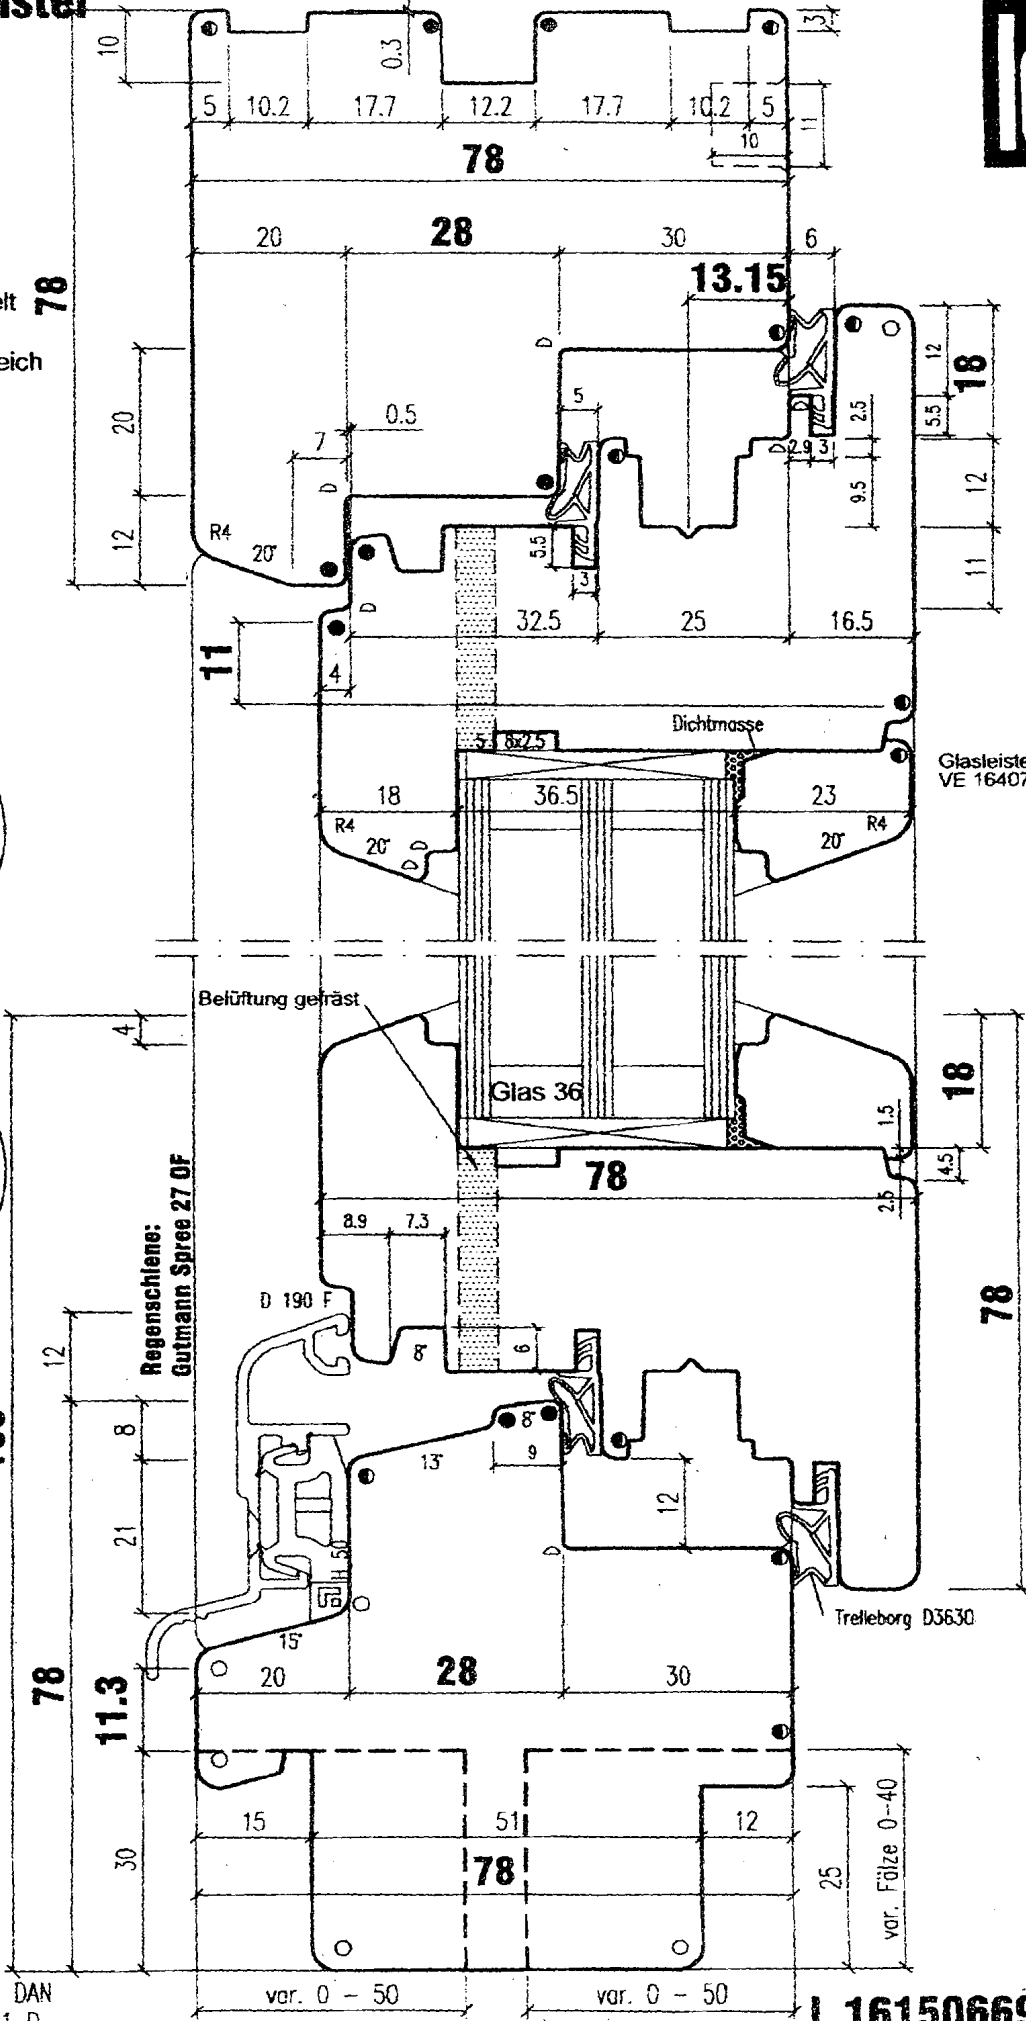 10
0.3
3
5 10.2 17.7 12.2 17.7 10.2 5
11
10
78
20 28 30 6
13.15
78
elt
eich
D
12
18
5
2.5
5.5
20
7
0.5
D
D 2.9 3
D
9.5
12
12
R4
20°
5.5
3
11
D
32.5 25 16.5
11
4
Dichtmasse
5 8x2.5
Glasleiste
VE 16407
18 36.5 23
R4
20°
D D
20°
R4
Belüftung gefräst
4
Glas 36
18
1.5
78
4.5
2.5
8.9 7.3
Regenschiene:
Gutmann Spree 27 OF
D 190 F
78
12
8°
6
8
8°
13°
9
12
21
H 50
D
Trelleborg D3630
15°
78
11.3
20 28 30
15 51 12
30
78
25
var. Fälze 0-40
DAN
var. 0 - 50 var. 0 - 50